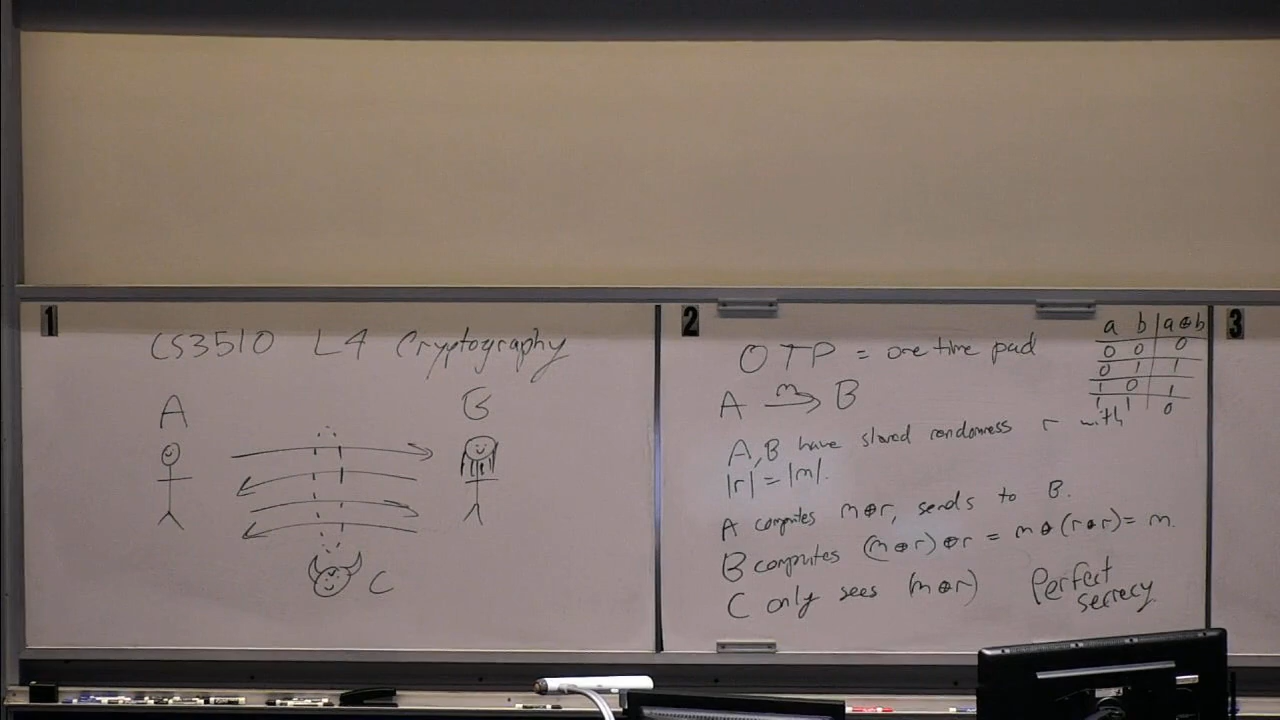 1
CS3510 L4 Cryptography
A
B
C
2
OTP = one time pad
A m→ B
A, B have shared randomness r with
|r| = |m|.
A computes m⊕r, sends to B.
B computes (m⊕r)⊕r = m⊕(r⊕r) = m.
C only sees (m⊕r)
Perfect
secrecy
a b | a⊕b
0 0 0
0 1 1
1 0 1
1 1 0
3